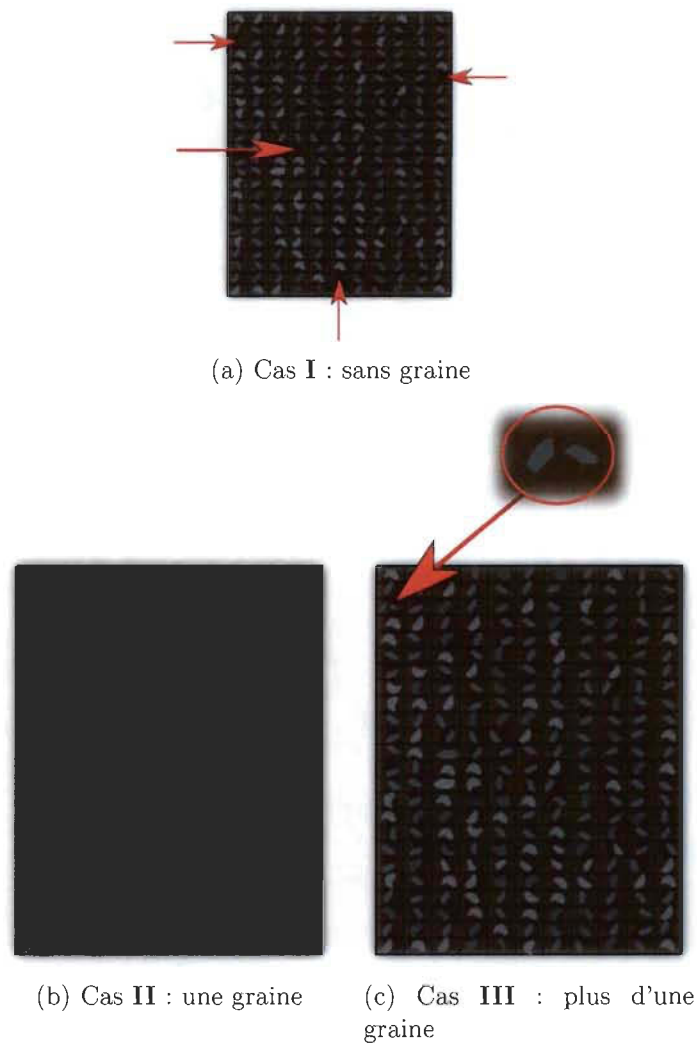 (a) Cas I : sans graine
(b) Cas II : une graine
(c) Cas III : plus d'une
graine